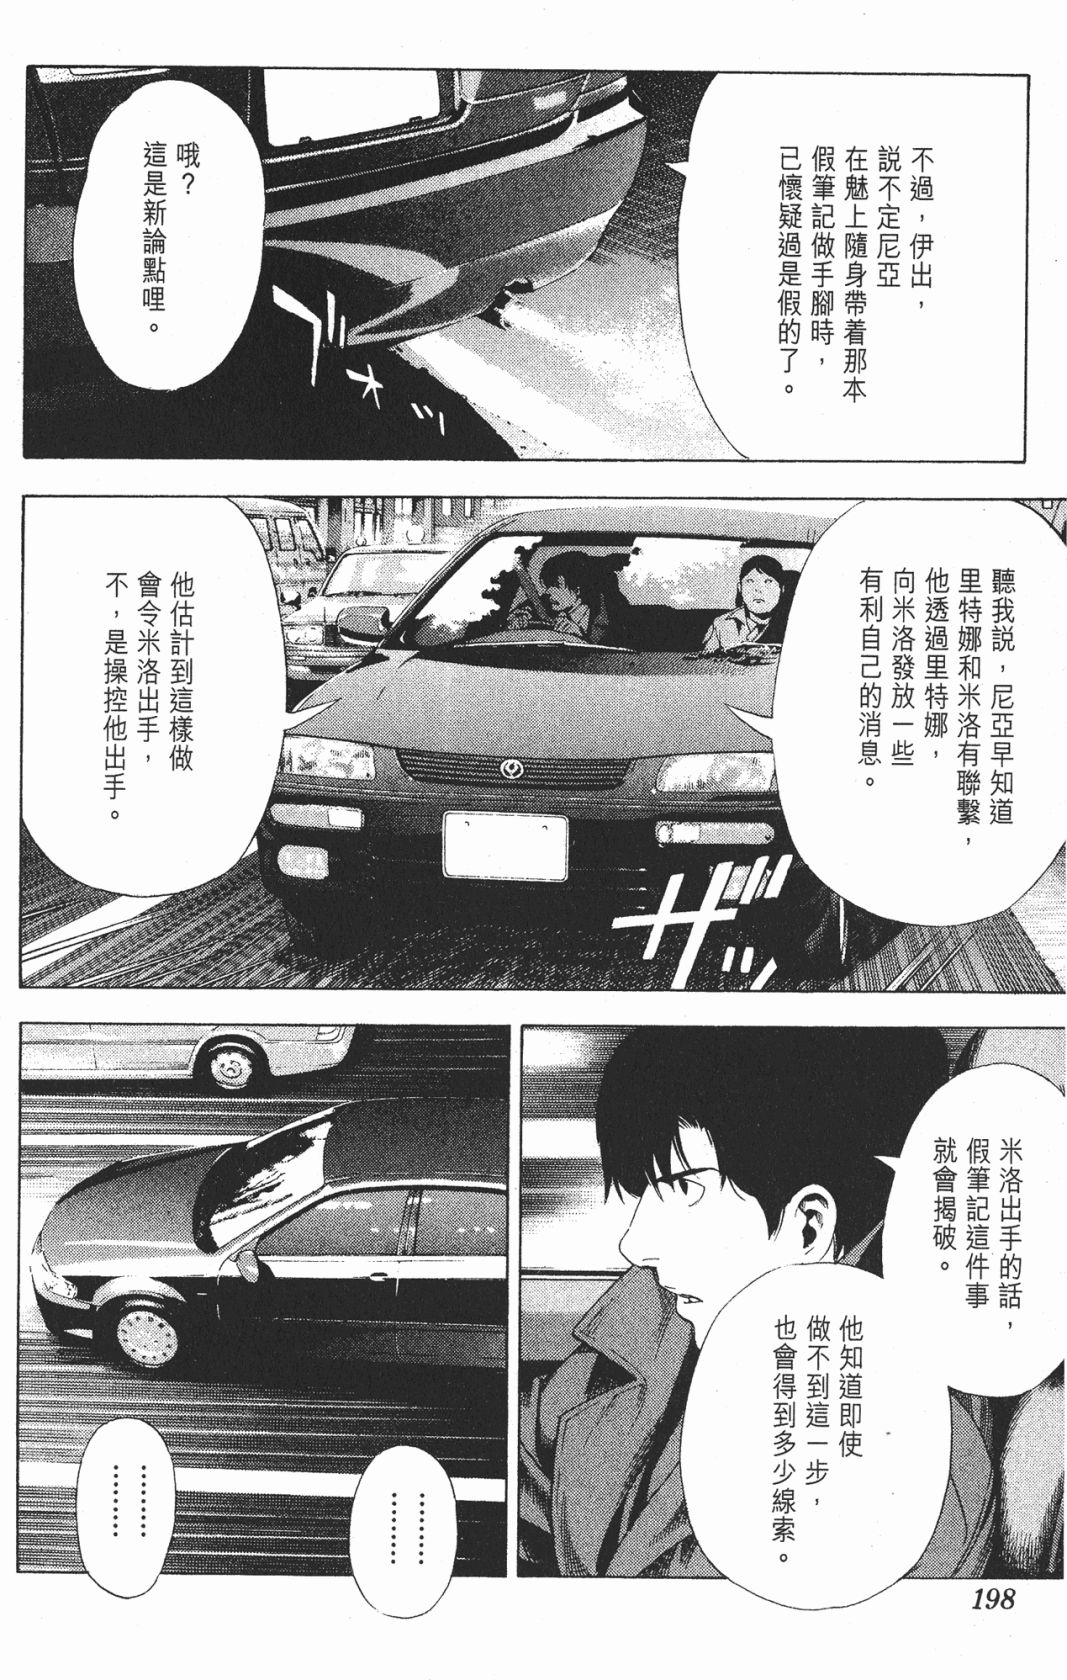 不過，伊出，
說不定尼亞
在魅上隨身帶着那本
假筆記做手腳時，
已懷疑過是假的了。
哦？
這是新論點哩。
ブオッ
聽我說，尼亞早知道
里特娜和米洛有聯繫，
他透過里特娜，
向米洛發放一些
有利自己的消息。
他估計到這樣做
會令米洛出手，
不，是操控他出手。
ザザ
米洛出手的話，
假筆記這件事
就會揭破。
他知道即使
做不到這一步，
也會得到多少線索。
………
………
………
………
198